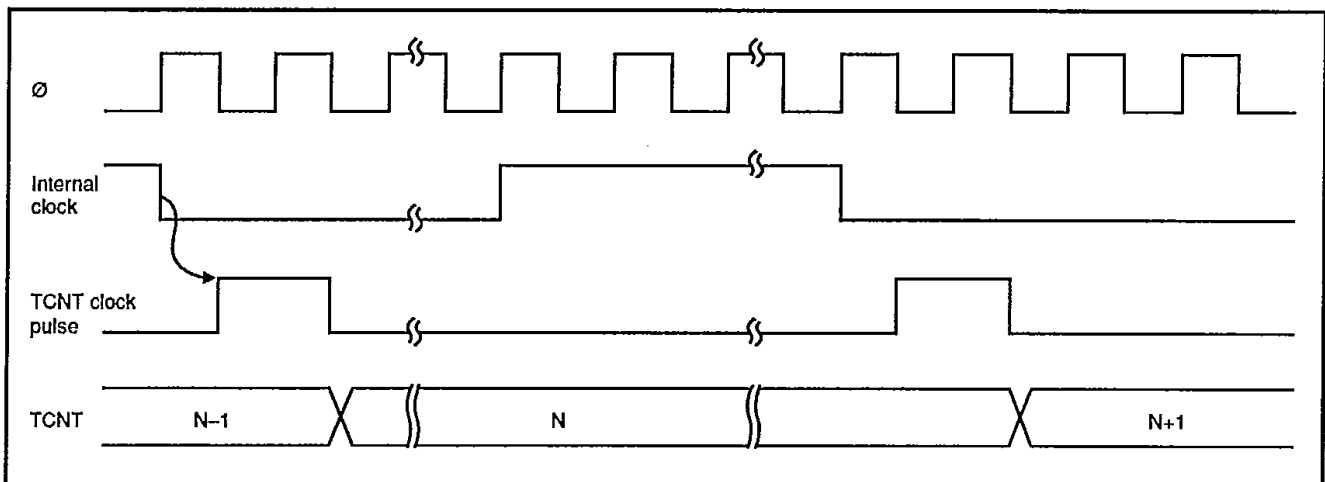 Ø
Internal
clock
TCNT clock
pulse
TCNT
N–1
N
N+1